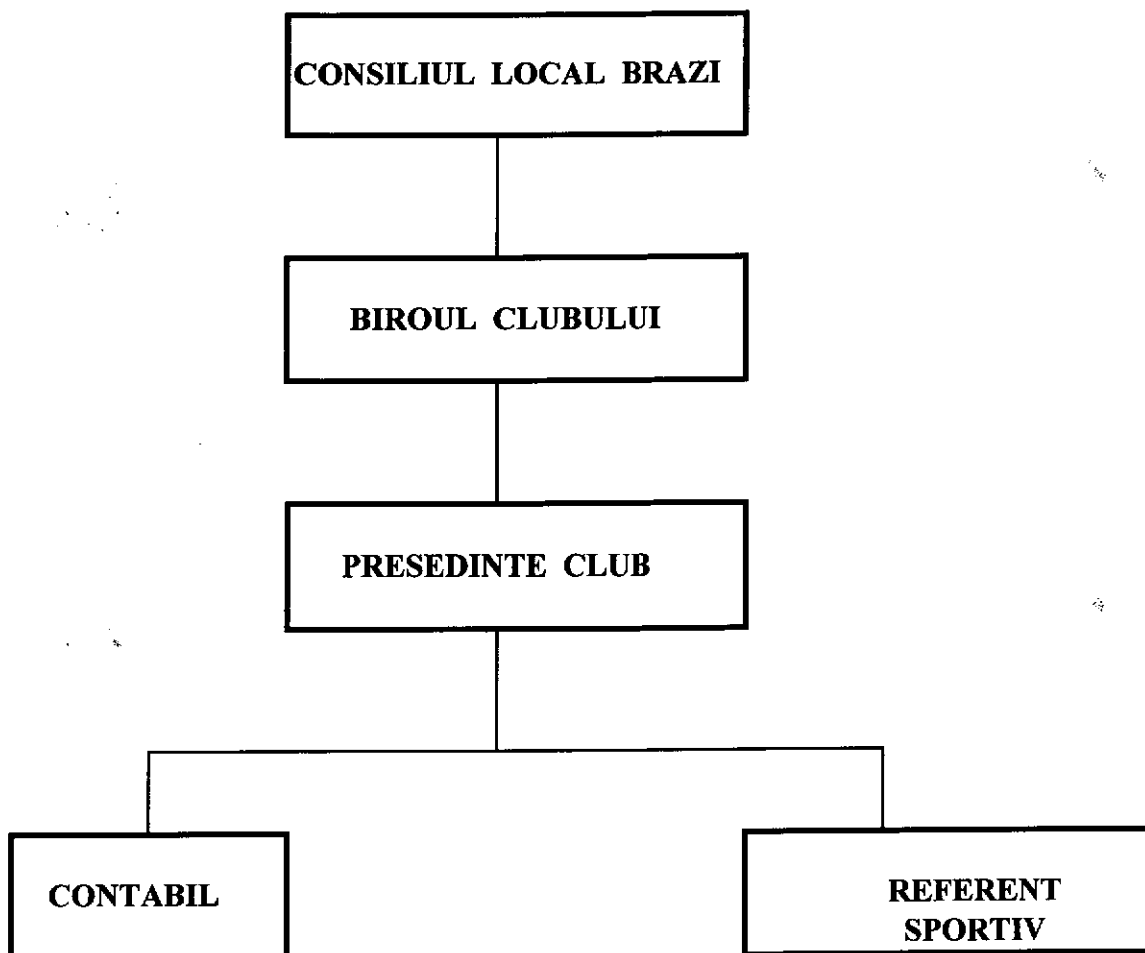 CONSILIUL LOCAL BRAZI
BIROUL CLUBULUI
PRESEDINTE CLUB
CONTABIL
REFERENT
SPORTIV